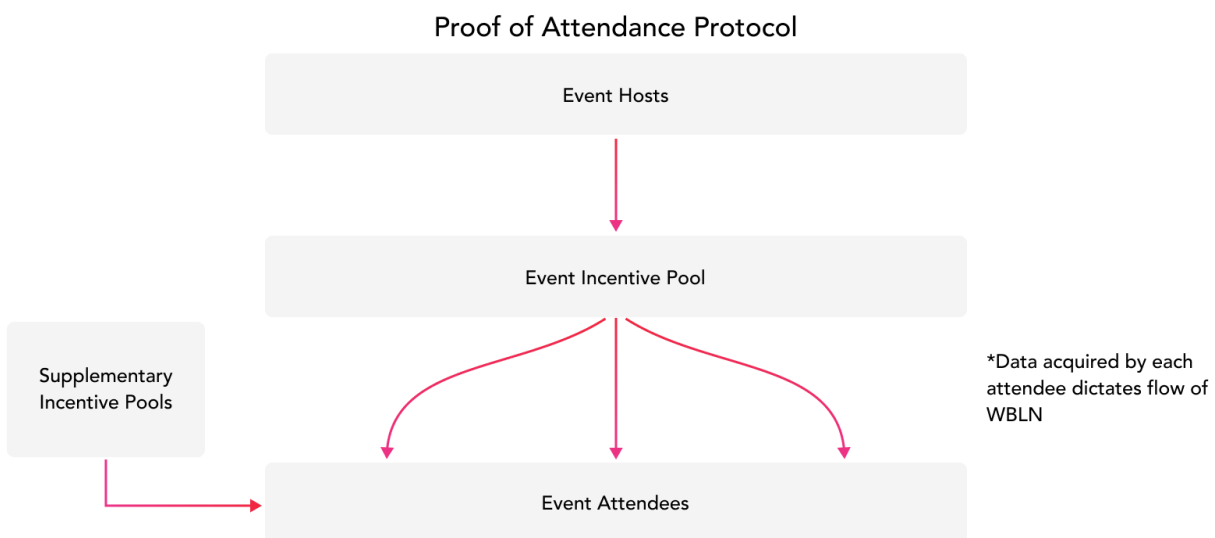 Proof of Attendance Protocol
Event Hosts
Event Incentive Pool
Supplementary
Incentive Pools
*Data acquired by each
attendee dictates flow of
WBLN
Event Attendees